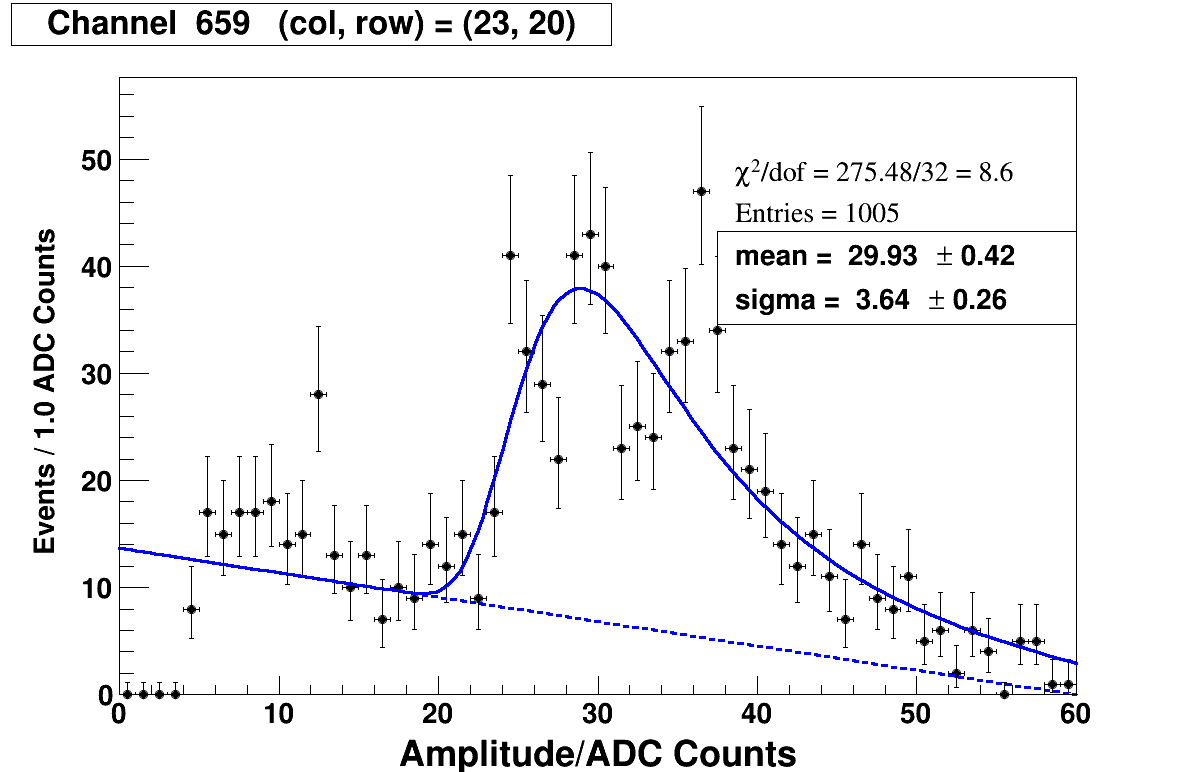 Channel 659 (col, row) = (23, 20)
χ²/dof = 275.48/32 = 8.6
Entries = 1005
mean = 29.93 ± 0.42
sigma = 3.64 ± 0.26
Events / 1.0 ADC Counts
50
40
30
20
10
0
0 10 20 30 40 50 60
Amplitude/ADC Counts